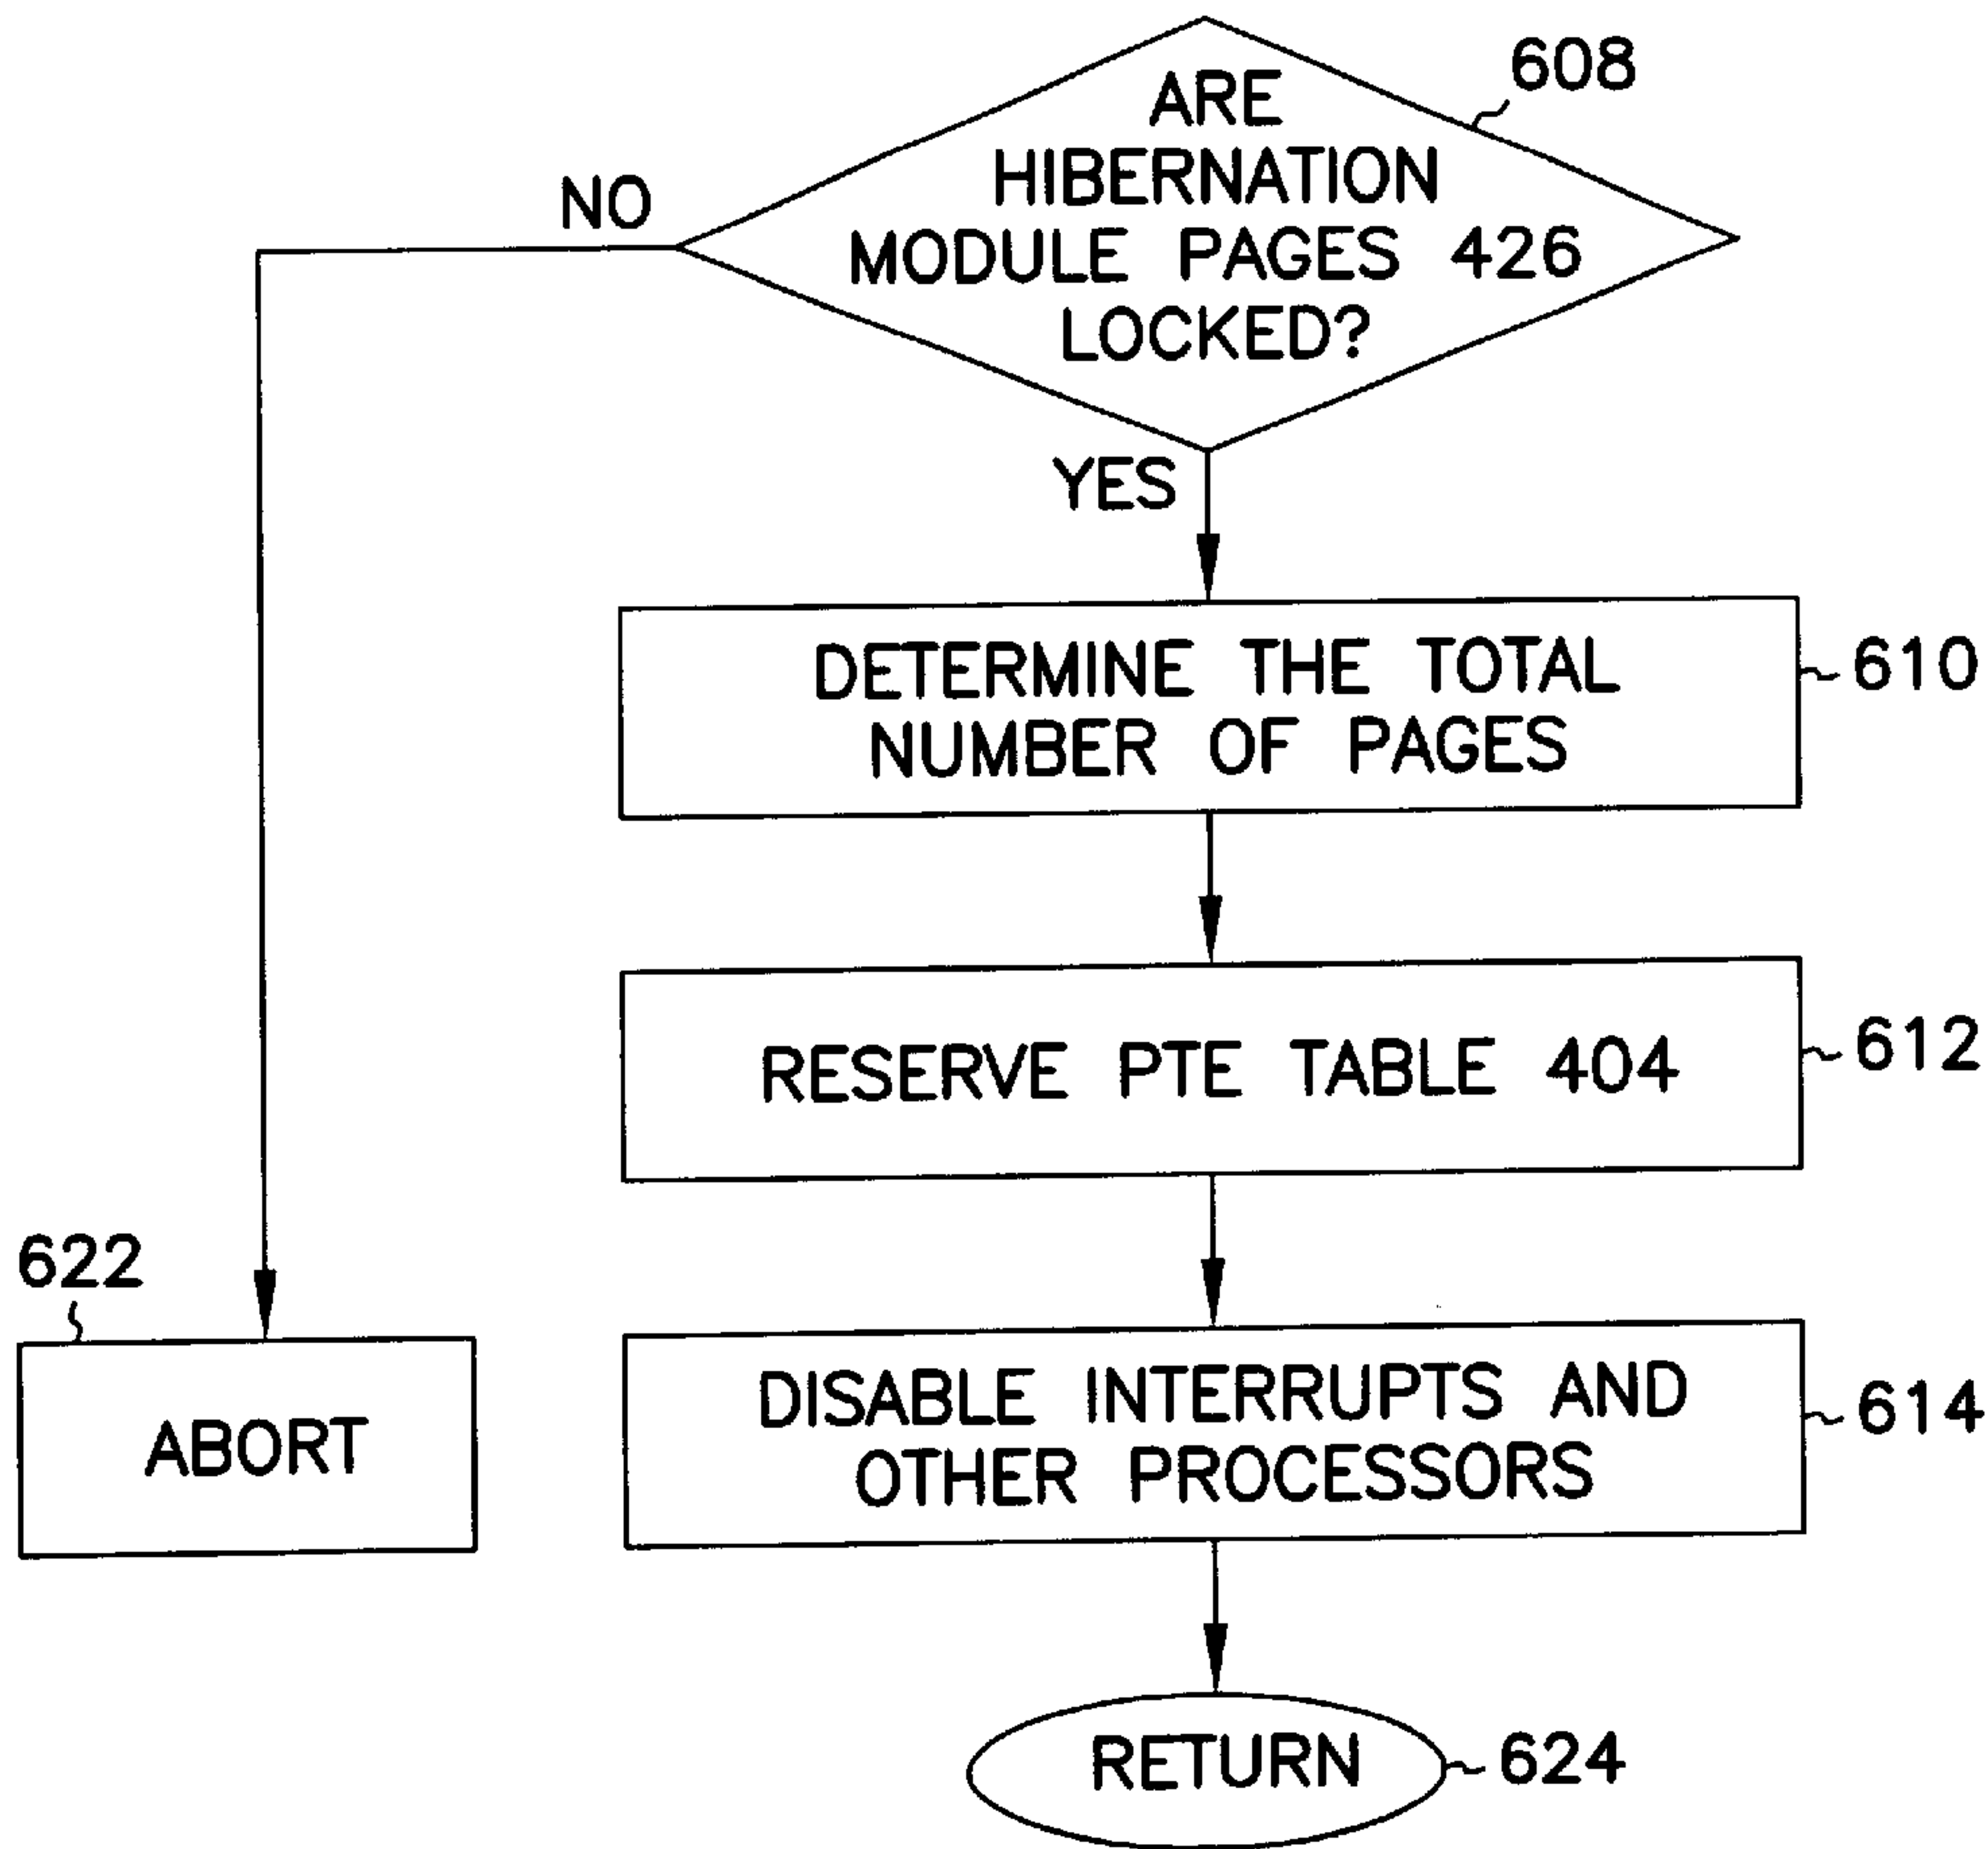 608
ARE
HIBERNATION
MODULE PAGES 426
LOCKED?
NO
YES
DETERMINE THE TOTAL
NUMBER OF PAGES
610
RESERVE PTE TABLE 404
612
622
ABORT
DISABLE INTERRUPTS AND
OTHER PROCESSORS
614
RETURN
624